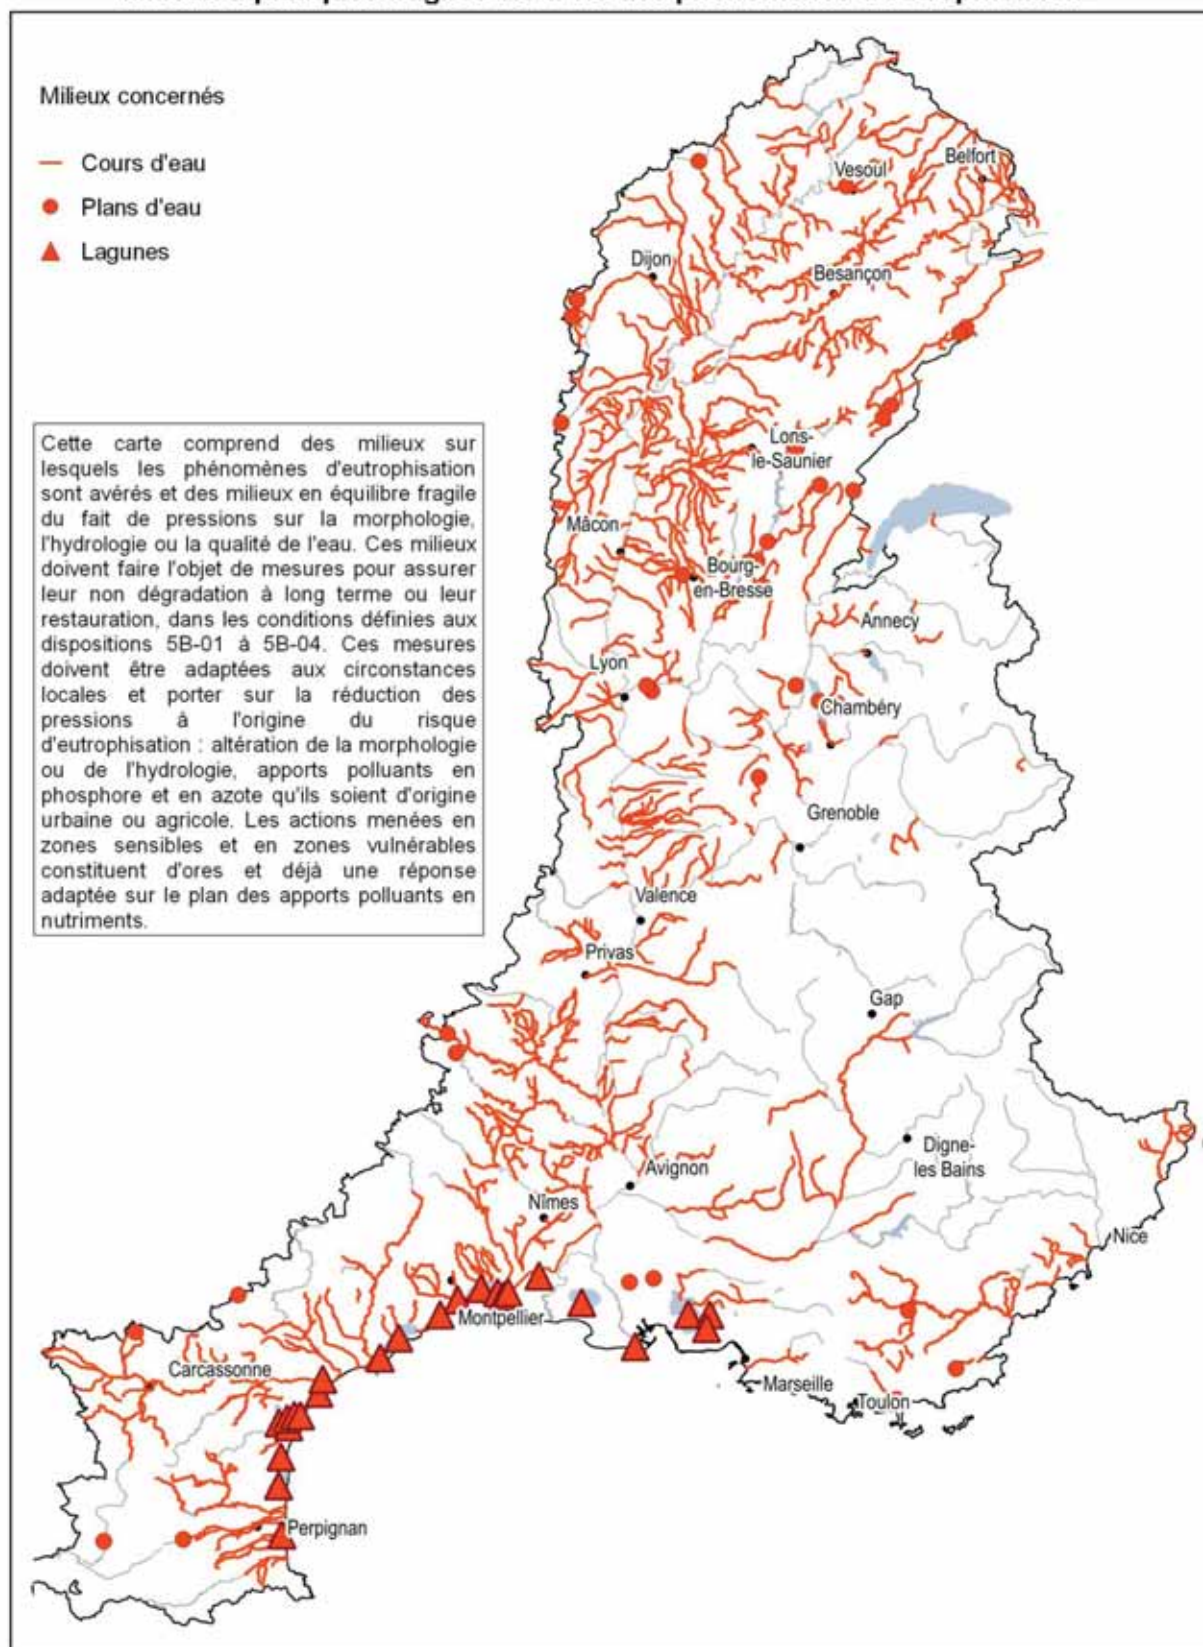 Milieux concernés
Cours d'eau
Plans d'eau
Lagunes
Cette carte comprend des milieux sur
lesquels les phénomènes d'eutrophisation
sont avérés et des milieux en équilibre fragile
du fait de pressions sur la morphologie,
l'hydrologie ou la qualité de l'eau. Ces milieux
doivent faire l'objet de mesures pour assurer
leur non dégradation à long terme ou leur
restauration, dans les conditions définies aux
dispositions 5B-01 à 5B-04. Ces mesures
doivent être adaptées aux circonstances
locales et porter sur la réduction des
pressions à l'origine du risque
d'eutrophisation : altération de la morphologie
ou de l'hydrologie, apports polluants en
phosphore et en azote qu'ils soient d'origine
urbaine ou agricole. Les actions menées en
zones sensibles et en zones vulnérables
constituent d'ores et déjà une réponse
adaptée sur le plan des apports polluants en
nutriments.
Vesoul
Belfort
Dijon
Besançon
Lons-
le-Saunier
Mâcon
Bourg-
en-Bresse
Annecy
Lyon
Chambéry
Grenoble
Valence
Privas
Gap
Digne-
les Bains
Avignon
Nîmes
Nice
Montpellier
Carcassonne
Marseille
Toulon
Perpignan